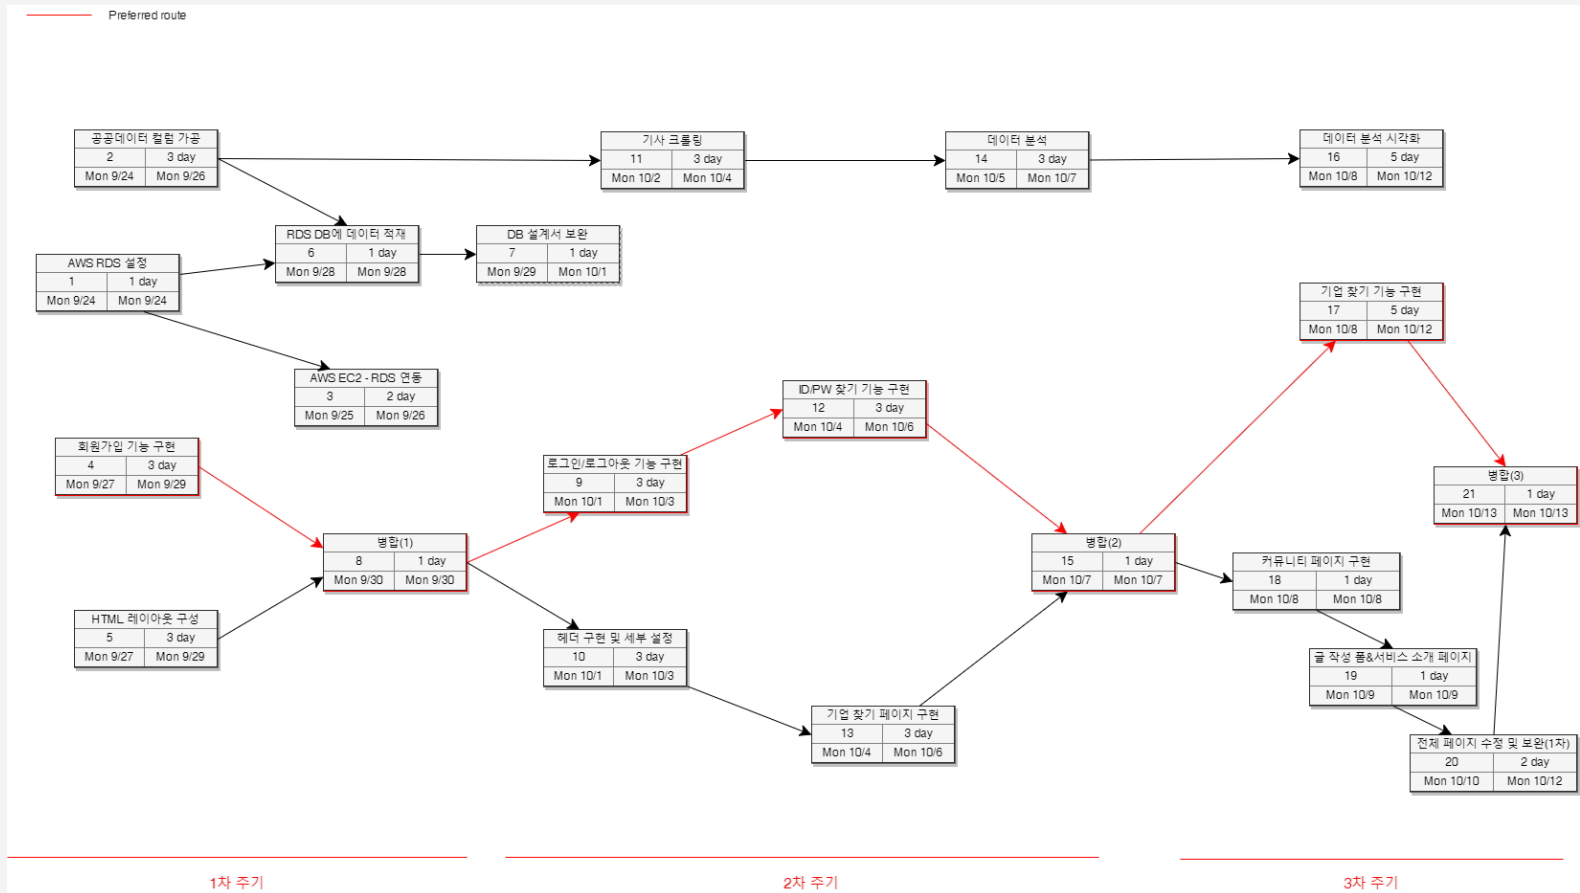 Preferred route
공공데이터 컬럼 가공
2 3 day
Mon 9/24 Mon 9/26
기사 크롤링
11 3 day
Mon 10/2 Mon 10/4
데이터 분석
14 3 day
Mon 10/5 Mon 10/7
데이터 분석 시각화
16 5 day
Mon 10/8 Mon 10/12
RDS DB에 데이터 적재
6 1 day
Mon 9/28 Mon 9/28
DB 설계서 보완
7 1 day
Mon 9/29 Mon 10/1
AWS RDS 설정
1 1 day
Mon 9/24 Mon 9/24
기업 찾기 기능 구현
17 5 day
Mon 10/8 Mon 10/12
AWS EC2 - RDS 연동
3 2 day
Mon 9/25 Mon 9/26
ID/PW 찾기 기능 구현
12 3 day
Mon 10/4 Mon 10/6
회원가입 기능 구현
4 3 day
Mon 9/27 Mon 9/29
로그인/로그아웃 기능 구현
9 3 day
Mon 10/1 Mon 10/3
병합(3)
21 1 day
Mon 10/13 Mon 10/13
병합(1)
8 1 day
Mon 9/30 Mon 9/30
병합(2)
15 1 day
Mon 10/7 Mon 10/7
커뮤니티 페이지 구현
18 1 day
Mon 10/8 Mon 10/8
HTML 레이아웃 구성
5 3 day
Mon 9/27 Mon 9/29
헤더 구현 및 세부 설정
10 3 day
Mon 10/1 Mon 10/3
글 작성 폼&서비스 소개 페이지
19 1 day
Mon 10/9 Mon 10/9
기업 찾기 페이지 구현
13 3 day
Mon 10/4 Mon 10/6
전체 페이지 수정 및 보완(1차)
20 2 day
Mon 10/10 Mon 10/12
1차 주기
2차 주기
3차 주기